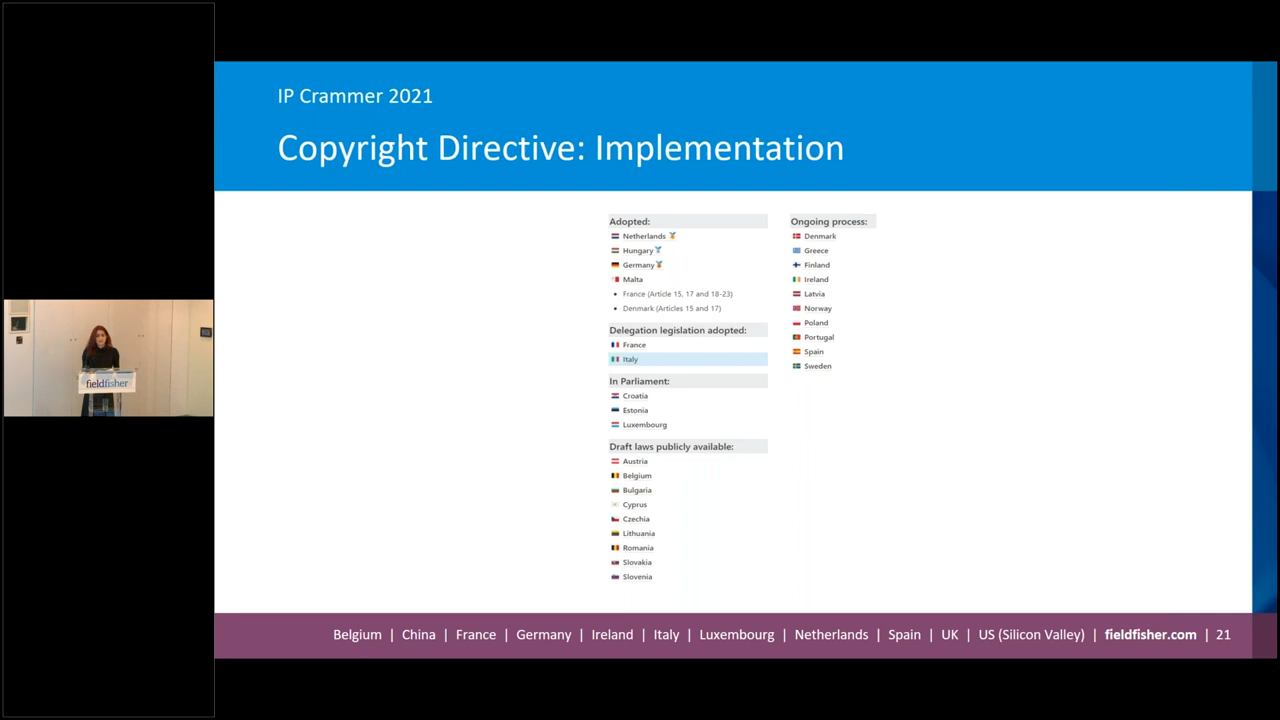 IP Crammer 2021
Copyright Directive: Implementation
Adopted:
Netherlands
Hungary
Germany
Malta
• France (Article 15, 17 and 18-23)
• Denmark (Articles 15 and 17)
Delegation legislation adopted:
France
Italy
In Parliament:
Croatia
Estonia
Luxembourg
Draft laws publicly available:
Austria
Belgium
Bulgaria
Cyprus
Czechia
Lithuania
Romania
Slovakia
Slovenia
Ongoing process:
Denmark
Greece
Finland
Ireland
Latvia
Norway
Poland
Portugal
Spain
Sweden
fieldfisher
Belgium | China | France | Germany | Ireland | Italy | Luxembourg | Netherlands | Spain | UK | US (Silicon Valley) | fieldfisher.com | 21